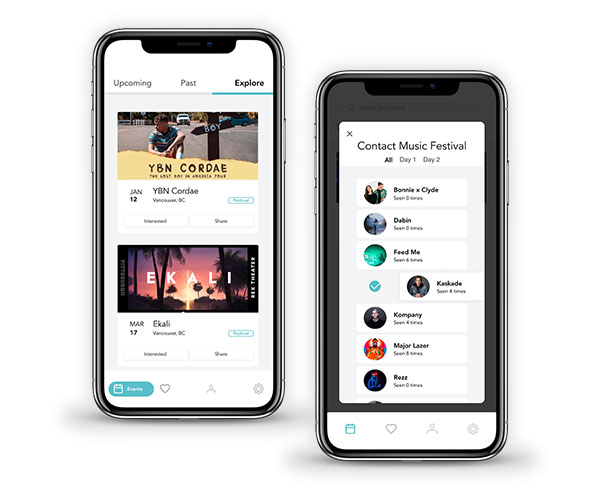 Upcoming Past Explore
BOY
YBN CORDAE
THE LOST BOY IN AMERICA TOUR
JAN
12
YBN Cordae
Vancouver, BC
Festival
Interested Share
PITTSBURGH
EKALI
REX THEATER
MAR
17
Ekali
Vancouver, BC
Festival
Interested Share
Events
Search for concert
Contact Music Festival
All Day 1 Day 2
Bonnie x Clyde
Seen 0 times
Dabin
Seen 0 times
Feed Me
Seen 6 times
Kaskade
Seen 4 times
Kompany
Seen 4 times
Major Lazer
Seen 8 times
Rezz
Seen 0 times